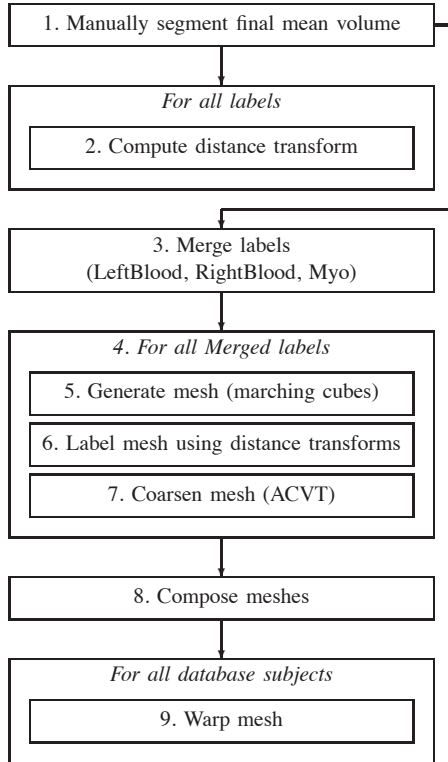 1. Manually segment final mean volume
For all labels
2. Compute distance transform
3. Merge labels
(LeftBlood, RightBlood, Myo)
4. For all Merged labels
5. Generate mesh (marching cubes)
6. Label mesh using distance transforms
7. Coarsen mesh (ACVT)
8. Compose meshes
For all database subjects
9. Warp mesh